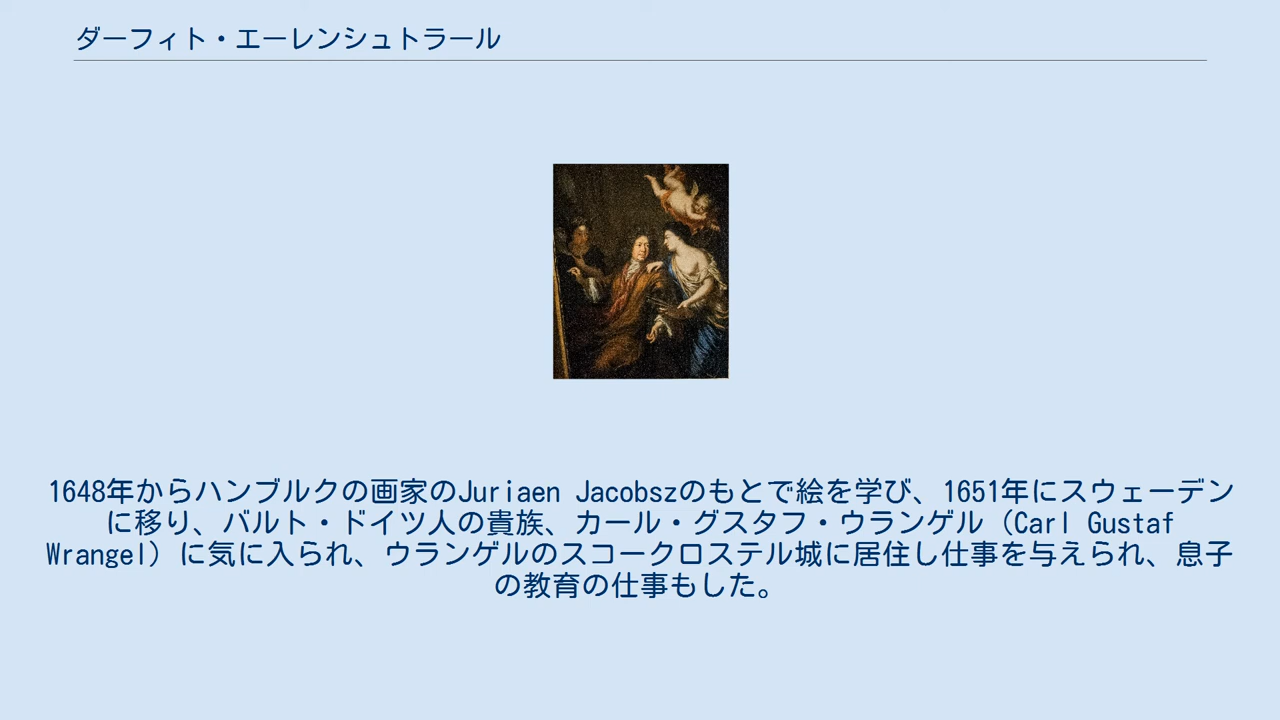 ダーフィト・エーレンシュトラール
1648年からハンブルクの画家のJuriaen Jacobszのもとで絵を学び、1651年にスウェーデン
に移り、バルト・ドイツ人の貴族、カール・グスタフ・ウランゲル（Carl Gustaf
Wrangel）に気に入られ、ウランゲルのスコークロステル城に居住し仕事を与えられ、息子
の教育の仕事もした。